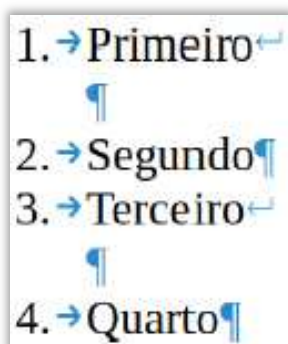 1.→Primeiro↵
¶
2.→Segundo¶
3.→Terceiro↵
¶
4.→Quarto¶